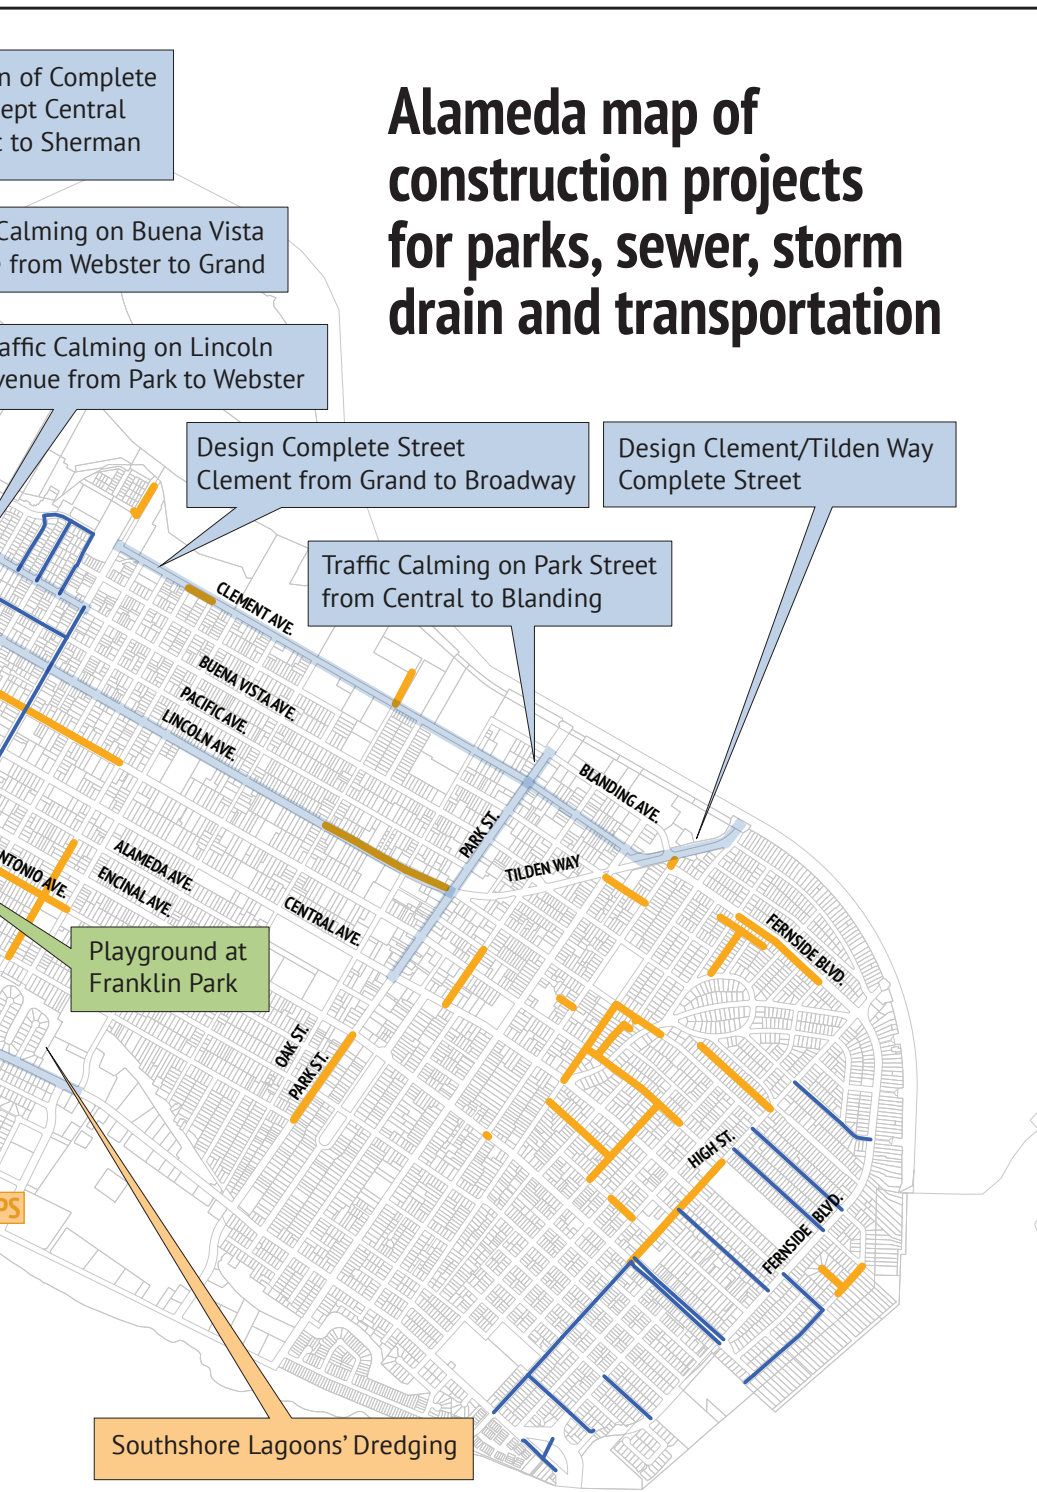 n of Complete
ept Central
to Sherman
Alameda map of
construction projects
for parks, sewer, storm
drain and transportation
Calming on Buena Vista
from Webster to Grand
affic Calming on Lincoln
venue from Park to Webster
Design Complete Street
Clement from Grand to Broadway
Design Clement/Tilden Way
Complete Street
Traffic Calming on Park Street
from Central to Blanding
CLEMENT AVE.
BUENA VISTA AVE.
PACIFIC AVE.
LINCOLN AVE.
BLANDING AVE.
PARK ST.
TILDEN WAY
ALAMEDA AVE.
NTONIO AVE.
ENCINAL AVE.
CENTRAL AVE.
FERNSIDE BLVD.
Playground at
Franklin Park
OAK ST.
PARK ST.
HIGH ST.
FERNSIDE BLVD.
PS
Southshore Lagoons' Dredging